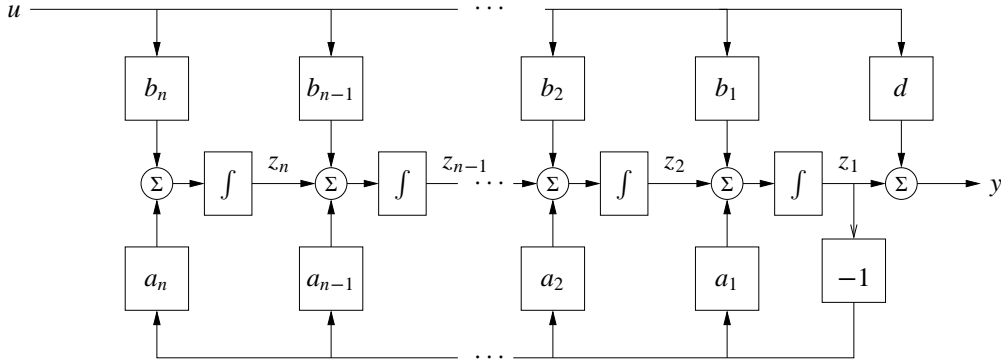 u ...
b_n b_{n−1} b_2 b_1 d
Σ ∫ z_n Σ ∫ z_{n−1} ... Σ ∫ z_2 Σ ∫ z_1 Σ y
a_n a_{n−1} a_2 a_1 −1
...